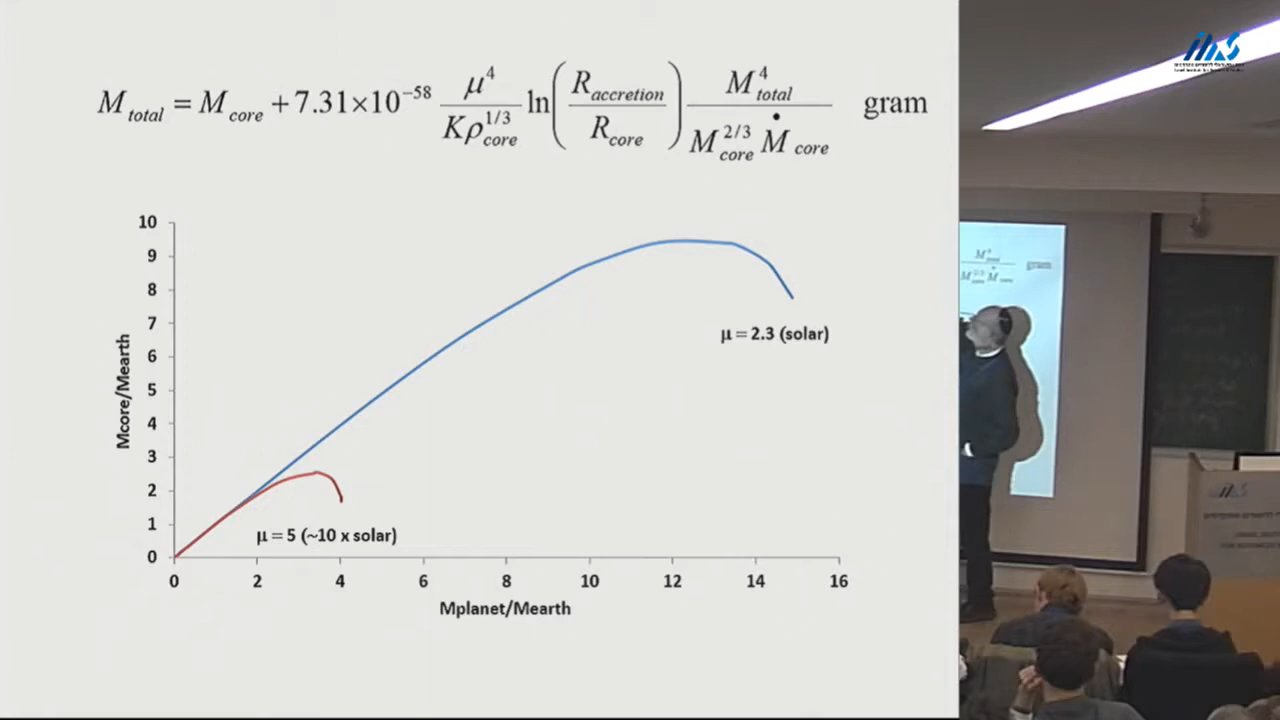 M_total = M_core + 7.31×10^−58 μ^4 / (Kρ_core^1/3) ln(R_accretion / R_core) M_total^4 / (M_core^2/3 Ṁ_core) gram
10
9
8
7
6
5
4
3
2
1
0
Mcore/Mearth
μ = 2.3 (solar)
μ = 5 (~10 x solar)
0 2 4 6 8 10 12 14 16
Mplanet/Mearth